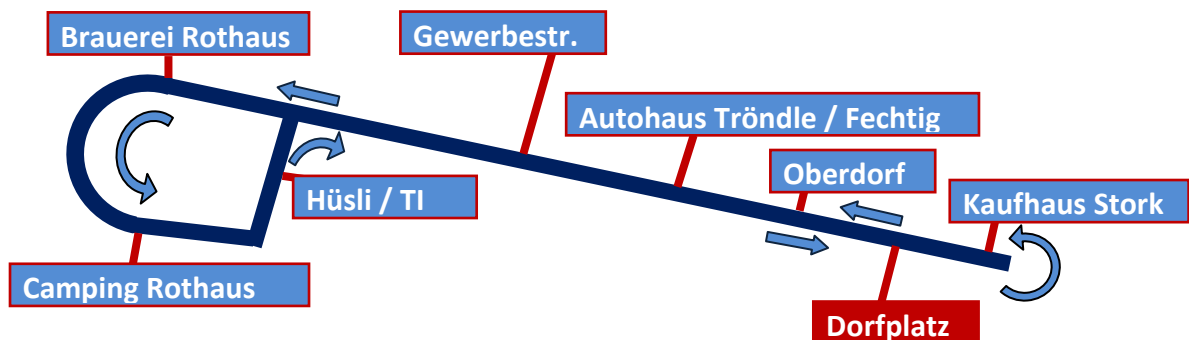 Brauerei Rothaus
Gewerbestr.
Autohaus Tröndle / Fechtig
Oberdorf
Hüsli / TI
Kaufhaus Stork
Camping Rothaus
Dorfplatz